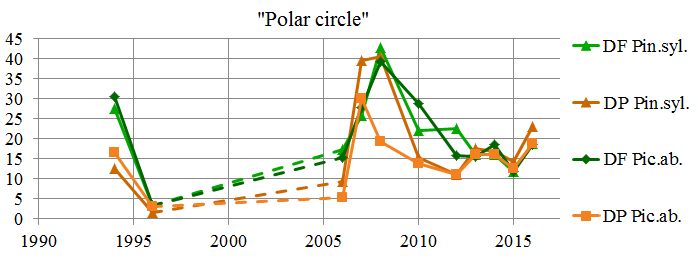 "Polar circle"
45
40
35
30
25
20
15
10
5
0
1990 1995 2000 2005 2010 2015
DF Pin.syl.
DP Pin.syl.
DF Pic.ab.
DP Pic.ab.